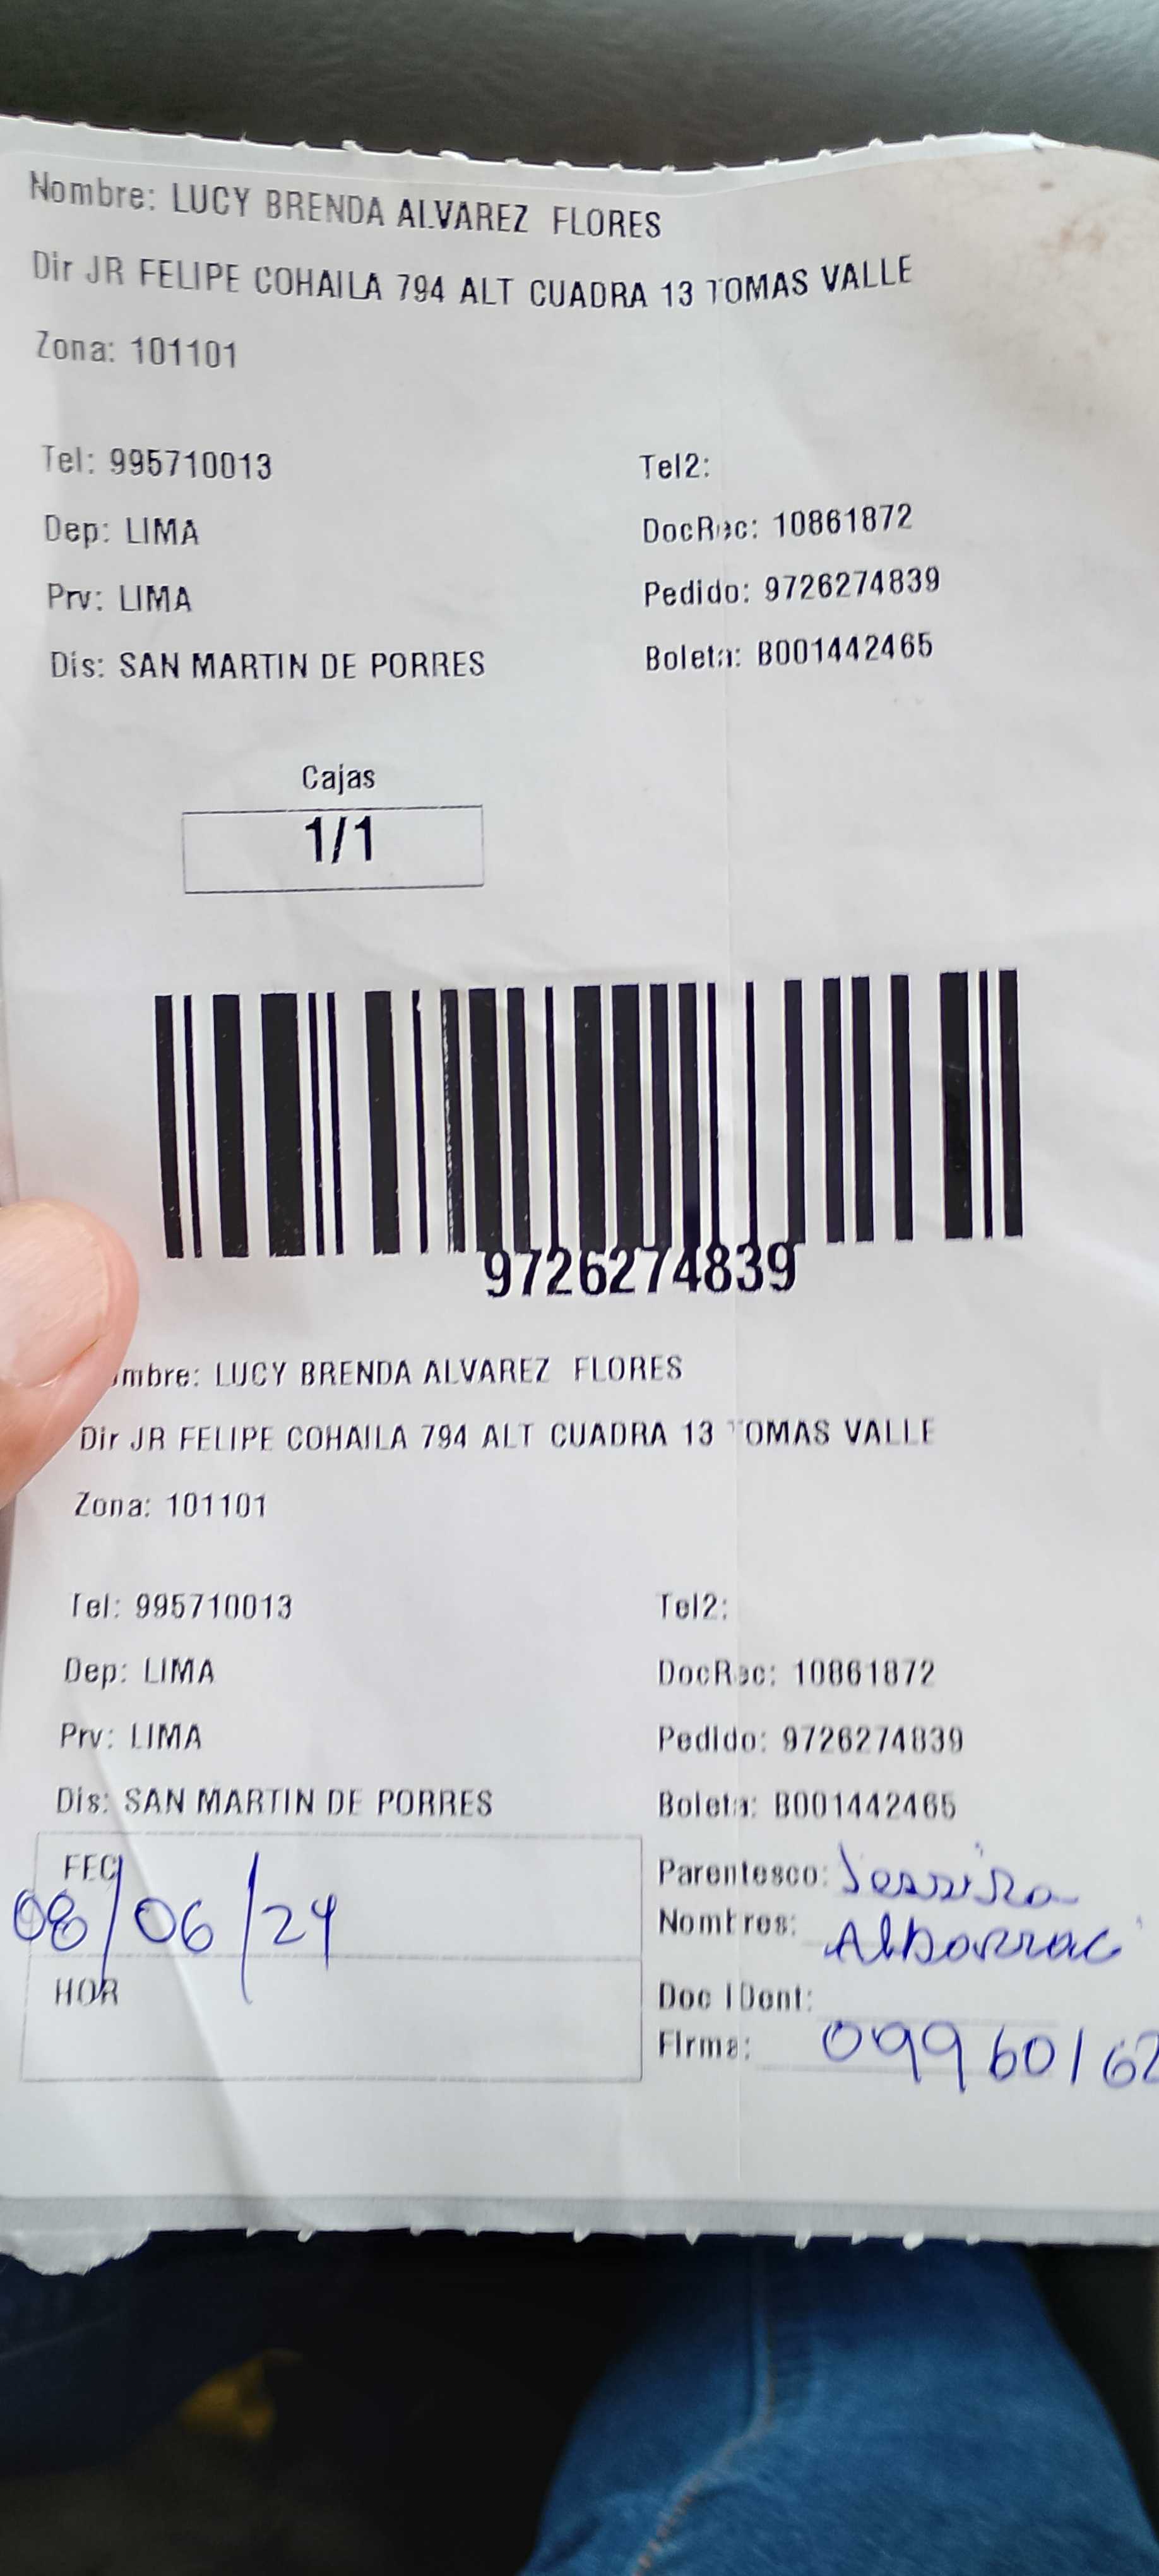 Nombre: LUCY BRENDA ALVAREZ FLORES
Dir JR FELIPE COHAILA 794 ALT CUADRA 13 TOMAS VALLE
Zona: 101101
Tel: 995710013 Tel2:
Dep: LIMA DocRec: 10861872
Prv: LIMA Pedido: 9726274839
Dis: SAN MARTIN DE PORRES Boleta: B001442465
Cajas
1/1
9726274839
mbre: LUCY BRENDA ALVAREZ FLORES
Dir JR FELIPE COHAILA 794 ALT CUADRA 13 TOMAS VALLE
Zona: 101101
Tel: 995710013 Tel2:
Dep: LIMA DocRec: 10861872
Prv: LIMA Pedido: 9726274839
Dis: SAN MARTIN DE PORRES Boleta: B001442465
FEC Parentesco:
08/06/24 Nombres:
HOR Doc IDent:
Firma: 09960162